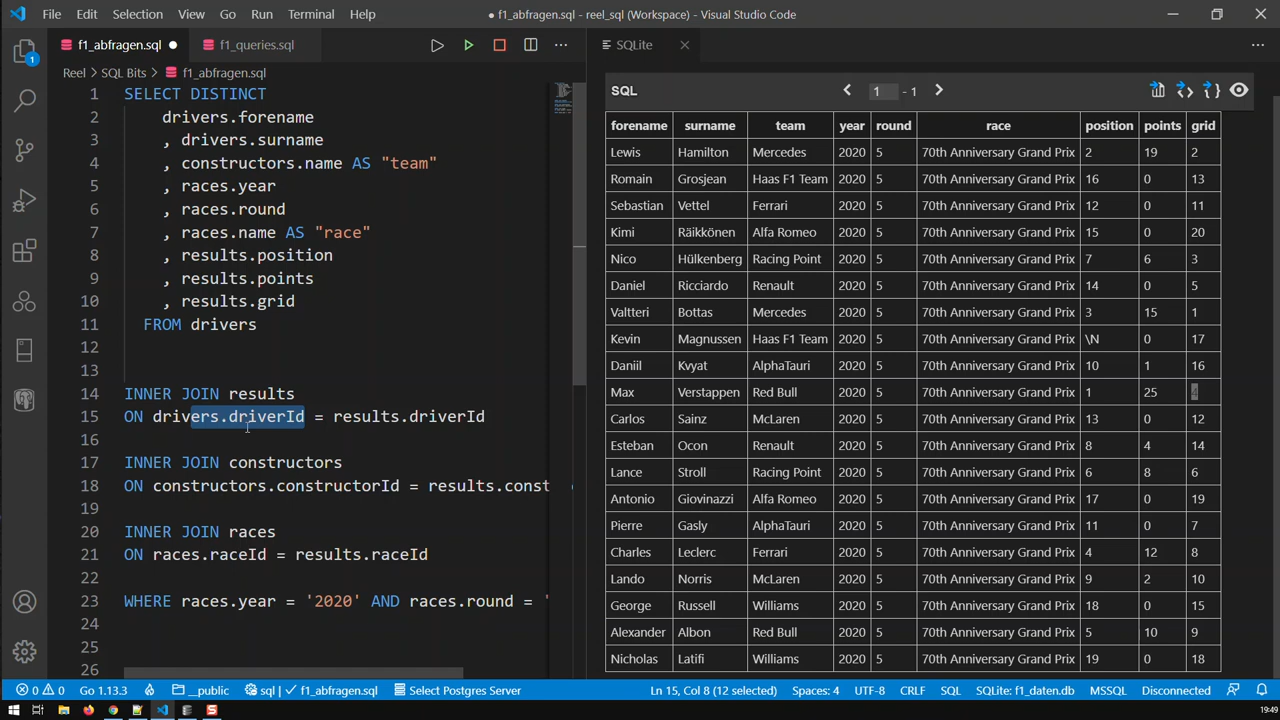 File Edit Selection View Go Run Terminal Help
● f1_abfragen.sql - reel_sql (Workspace) - Visual Studio Code
f1_abfragen.sql
f1_queries.sql
SQLite
Reel > SQL Bits > f1_abfragen.sql
1 SELECT DISTINCT
2 drivers.forename
3 , drivers.surname
4 , constructors.name AS "team"
5 , races.year
6 , races.round
7 , races.name AS "race"
8 , results.position
9 , results.points
10 , results.grid
11 FROM drivers
12
13
14 INNER JOIN results
15 ON drivers.driverId = results.driverId
16
17 INNER JOIN constructors
18 ON constructors.constructorId = results.const
19
20 INNER JOIN races
21 ON races.raceId = results.raceId
22
23 WHERE races.year = '2020' AND races.round = '
24
25
26
1
SQL
1 - 1
forename surname team year round race position points grid
Lewis Hamilton Mercedes 2020 5 70th Anniversary Grand Prix 2 19 2
Romain Grosjean Haas F1 Team 2020 5 70th Anniversary Grand Prix 16 0 13
Sebastian Vettel Ferrari 2020 5 70th Anniversary Grand Prix 12 0 11
Kimi Räikkönen Alfa Romeo 2020 5 70th Anniversary Grand Prix 15 0 20
Nico Hülkenberg Racing Point 2020 5 70th Anniversary Grand Prix 7 6 3
Daniel Ricciardo Renault 2020 5 70th Anniversary Grand Prix 14 0 5
Valtteri Bottas Mercedes 2020 5 70th Anniversary Grand Prix 3 15 1
Kevin Magnussen Haas F1 Team 2020 5 70th Anniversary Grand Prix \N 0 17
Daniil Kvyat AlphaTauri 2020 5 70th Anniversary Grand Prix 10 1 16
Max Verstappen Red Bull 2020 5 70th Anniversary Grand Prix 1 25 4
Carlos Sainz McLaren 2020 5 70th Anniversary Grand Prix 13 0 12
Esteban Ocon Renault 2020 5 70th Anniversary Grand Prix 8 4 14
Lance Stroll Racing Point 2020 5 70th Anniversary Grand Prix 6 8 6
Antonio Giovinazzi Alfa Romeo 2020 5 70th Anniversary Grand Prix 17 0 19
Pierre Gasly AlphaTauri 2020 5 70th Anniversary Grand Prix 11 0 7
Charles Leclerc Ferrari 2020 5 70th Anniversary Grand Prix 4 12 8
Lando Norris McLaren 2020 5 70th Anniversary Grand Prix 9 2 10
George Russell Williams 2020 5 70th Anniversary Grand Prix 18 0 15
Alexander Albon Red Bull 2020 5 70th Anniversary Grand Prix 5 10 9
Nicholas Latifi Williams 2020 5 70th Anniversary Grand Prix 19 0 18
0 0 Go 1.13.3 __public sql | ✓ f1_abfragen.sql Select Postgres Server Ln 15, Col 8 (12 selected) Spaces: 4 UTF-8 CRLF SQL SQLite: f1_daten.db MSSQL Disconnected
19:49